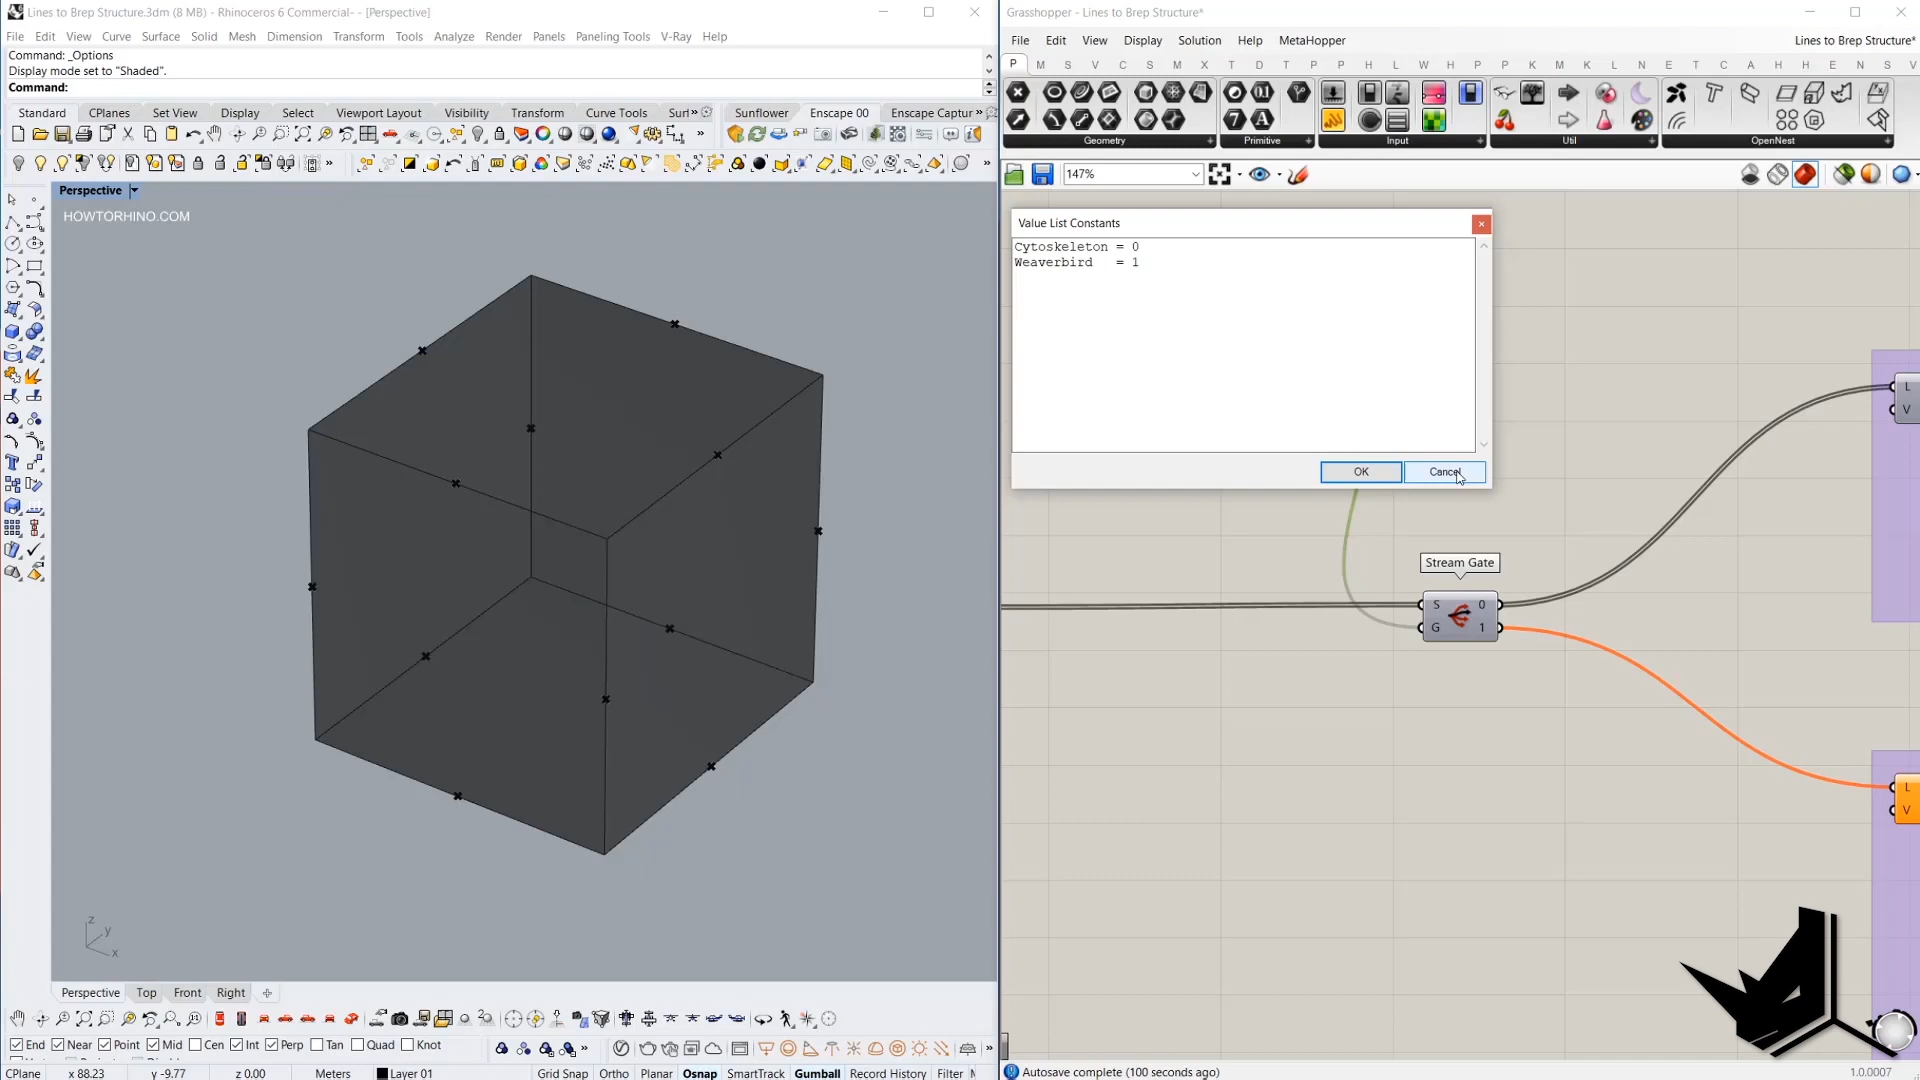 Lines to Brep Structure.3dm (8 MB) - Rhinoceros 6 Commercial- - [Perspective]
File Edit View Curve Surface Solid Mesh Dimension Transform Tools Analyze Render Panels Paneling Tools V-Ray Help
Command: _Options
Display mode set to "Shaded".
Command:
Standard CPlanes Set View Display Select Viewport Layout Visibility Transform Curve Tools Surf» Sunflower Enscape 00 Enscape Captur»
Perspective
HOWTORHINO.COM
z
y
x
Perspective Top Front Right
End Near Point Mid Cen Int Perp Tan Quad Knot
CPlane x 88.23 y -9.77 z 0.00 Meters Layer 01 Grid Snap Ortho Planar Osnap SmartTrack Gumball Record History Filter
Grasshopper - Lines to Brep Structure*
File Edit View Display Solution Help MetaHopper Lines to Brep Structure*
P M S V C S M X T D T P P H L W H P P K M K L N E T C A H H E N S V
Geometry Primitive Input Util OpenNest
147%
Value List Constants
Cytoskeleton = 0
Weaverbird = 1
OK Cancel
Stream Gate
S 0
G 1
L
V
L
V
Autosave complete (100 seconds ago) 1.0.0007